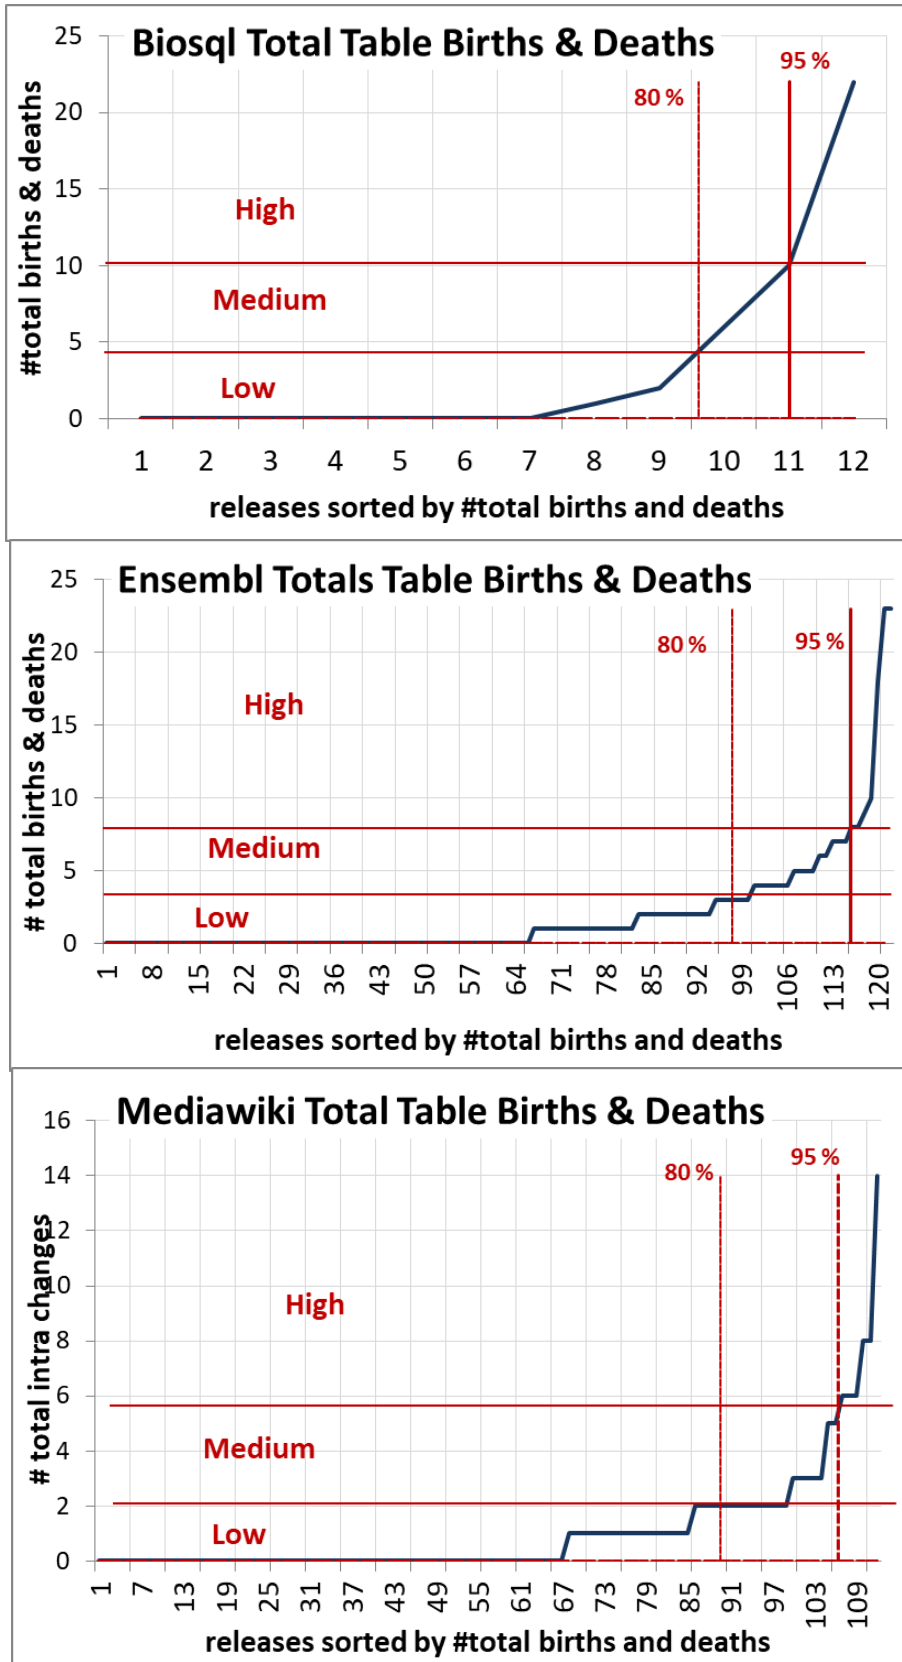 Biosql Total Table Births & Deaths
25
20
15
10
5
0
#total births & deaths
80 %
95 %
High
Medium
Low
1 2 3 4 5 6 7 8 9 10 11 12
releases sorted by #total births and deaths
Ensembl Totals Table Births & Deaths
25
20
15
10
5
0
# total births & deaths
80 %
95 %
High
Medium
Low
1 8 15 22 29 36 43 50 57 64 71 78 85 92 99 106 113 120
releases sorted by #total births and deaths
Mediawiki Total Table Births & Deaths
16
14
12
10
8
6
4
2
0
# total intra changes
80 %
95 %
High
Medium
Low
1 7 13 19 25 31 37 43 49 55 61 67 73 79 85 91 97 103 109
releases sorted by #total births and deaths